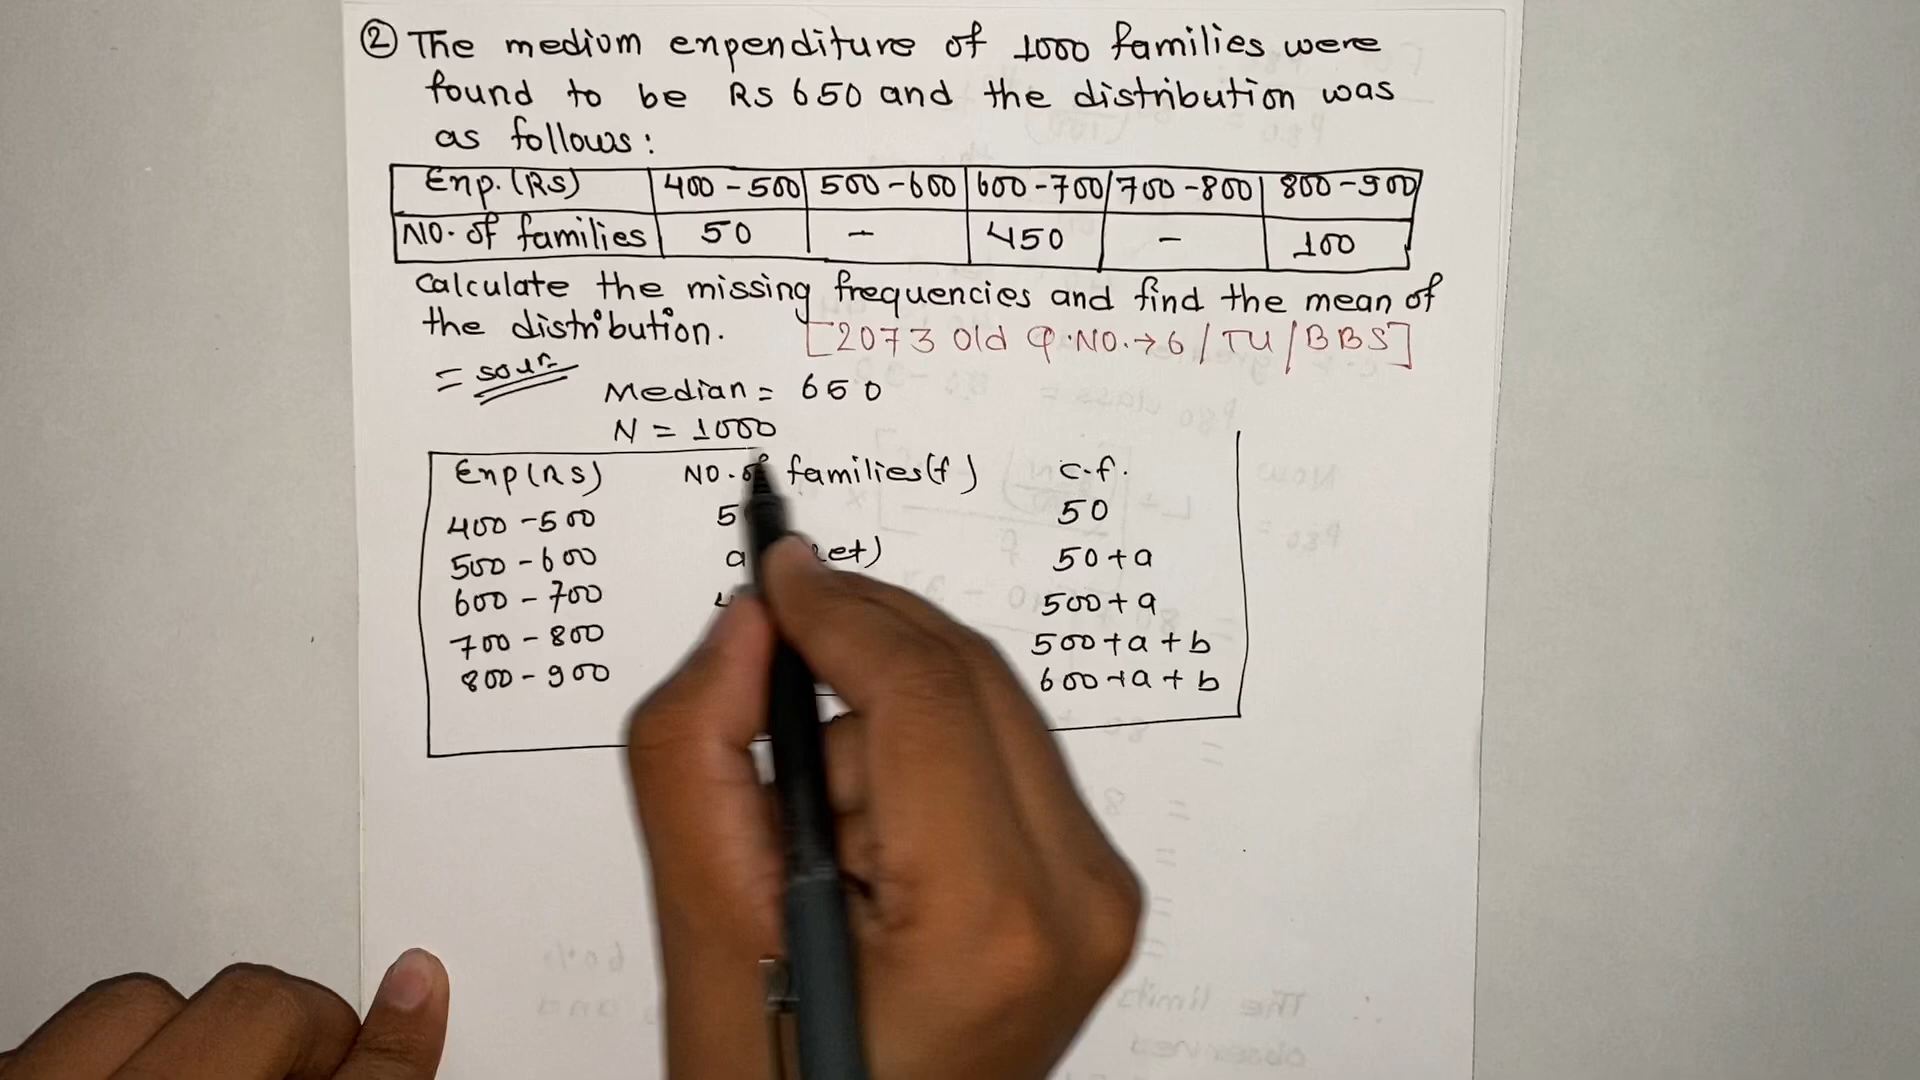 ② The mediom enpenditure of 1000 families were
found to be Rs 650 and the distribution was
as follows:
Enp. (Rs) 400-500 500-600 600-700 700-800 800-900
NO. of families 50 - 450 - 100
calculate the missing frequencies and find the mean of
the distribution. [2073 Old Q.NO.→6/TU/BBS]
= soln
Median = 650
N = 1000
Enp (RS) NO. of families (f) c.f.
400-500 50
500-600 a 50+a
600-700 500+a
700-800 500+a+b
800-900 600+a+b